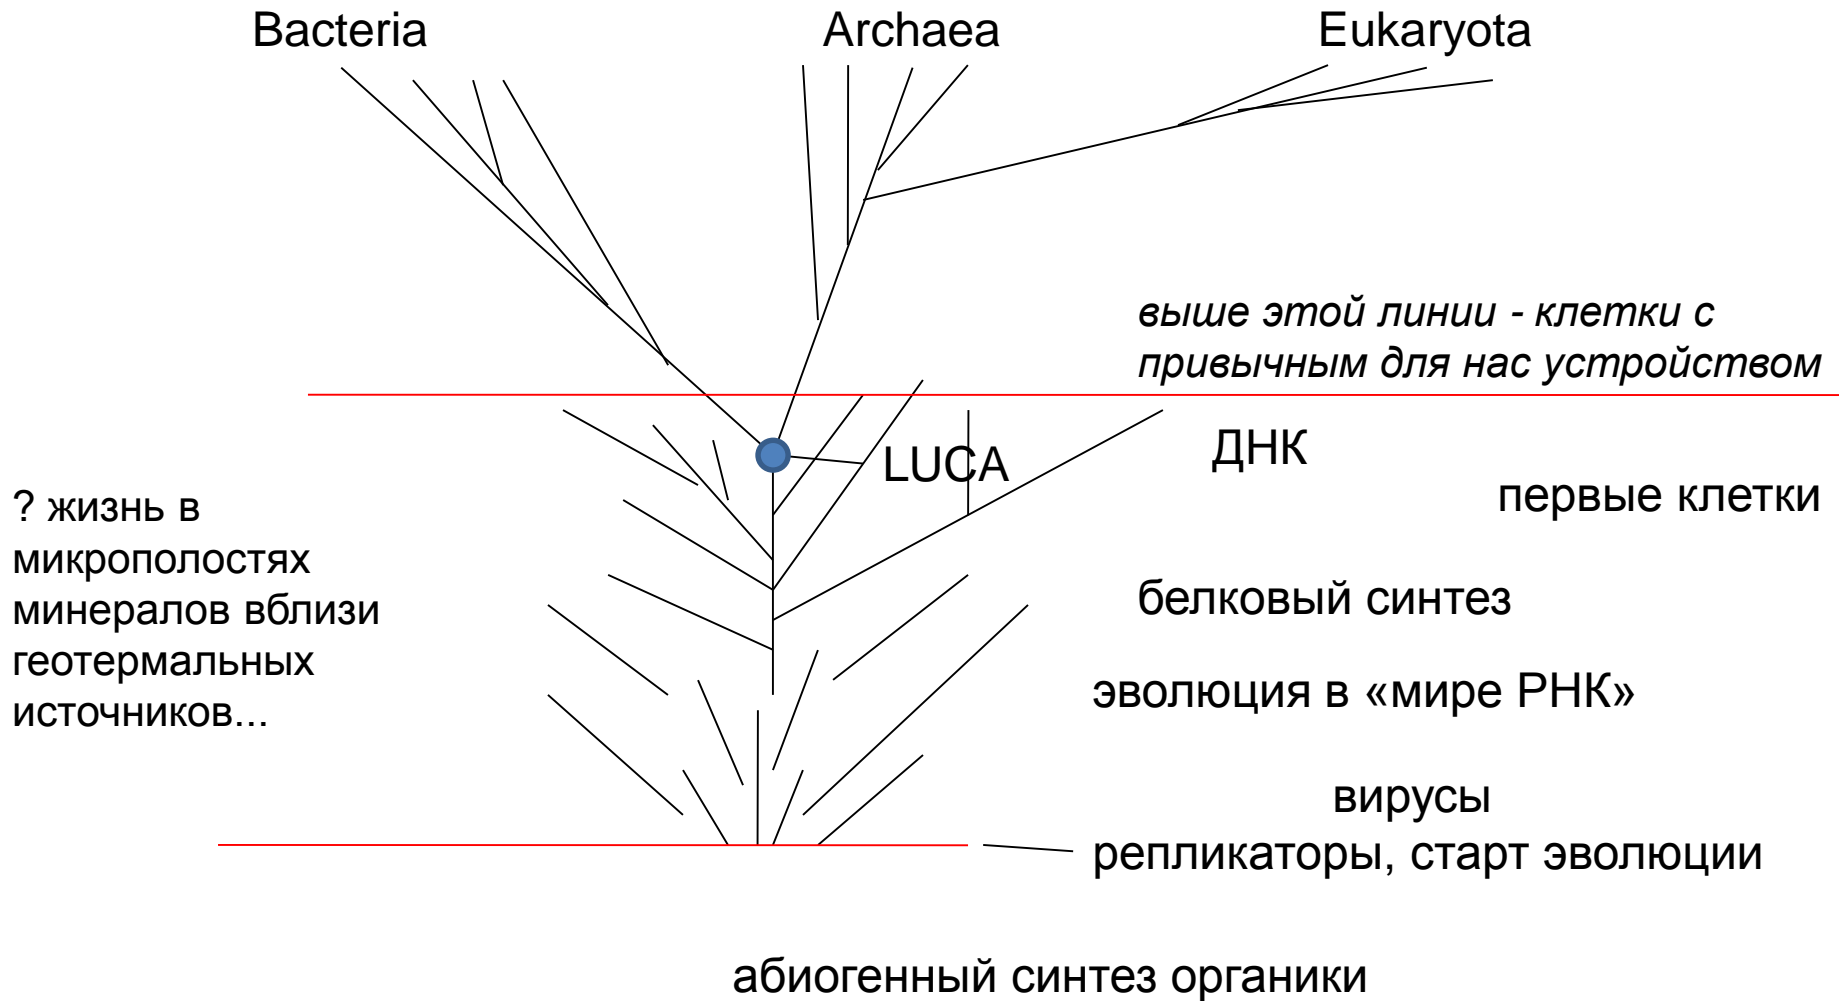 Bacteria
Archaea
Eukaryota
выше этой линии - клетки с
привычным для нас устройством
LUCA
ДНК
первые клетки
? жизнь в
микрополостях
минералов вблизи
геотермальных
источников...
белковый синтез
эволюция в «мире РНК»
вирусы
репликаторы, старт эволюции
абиогенный синтез органики